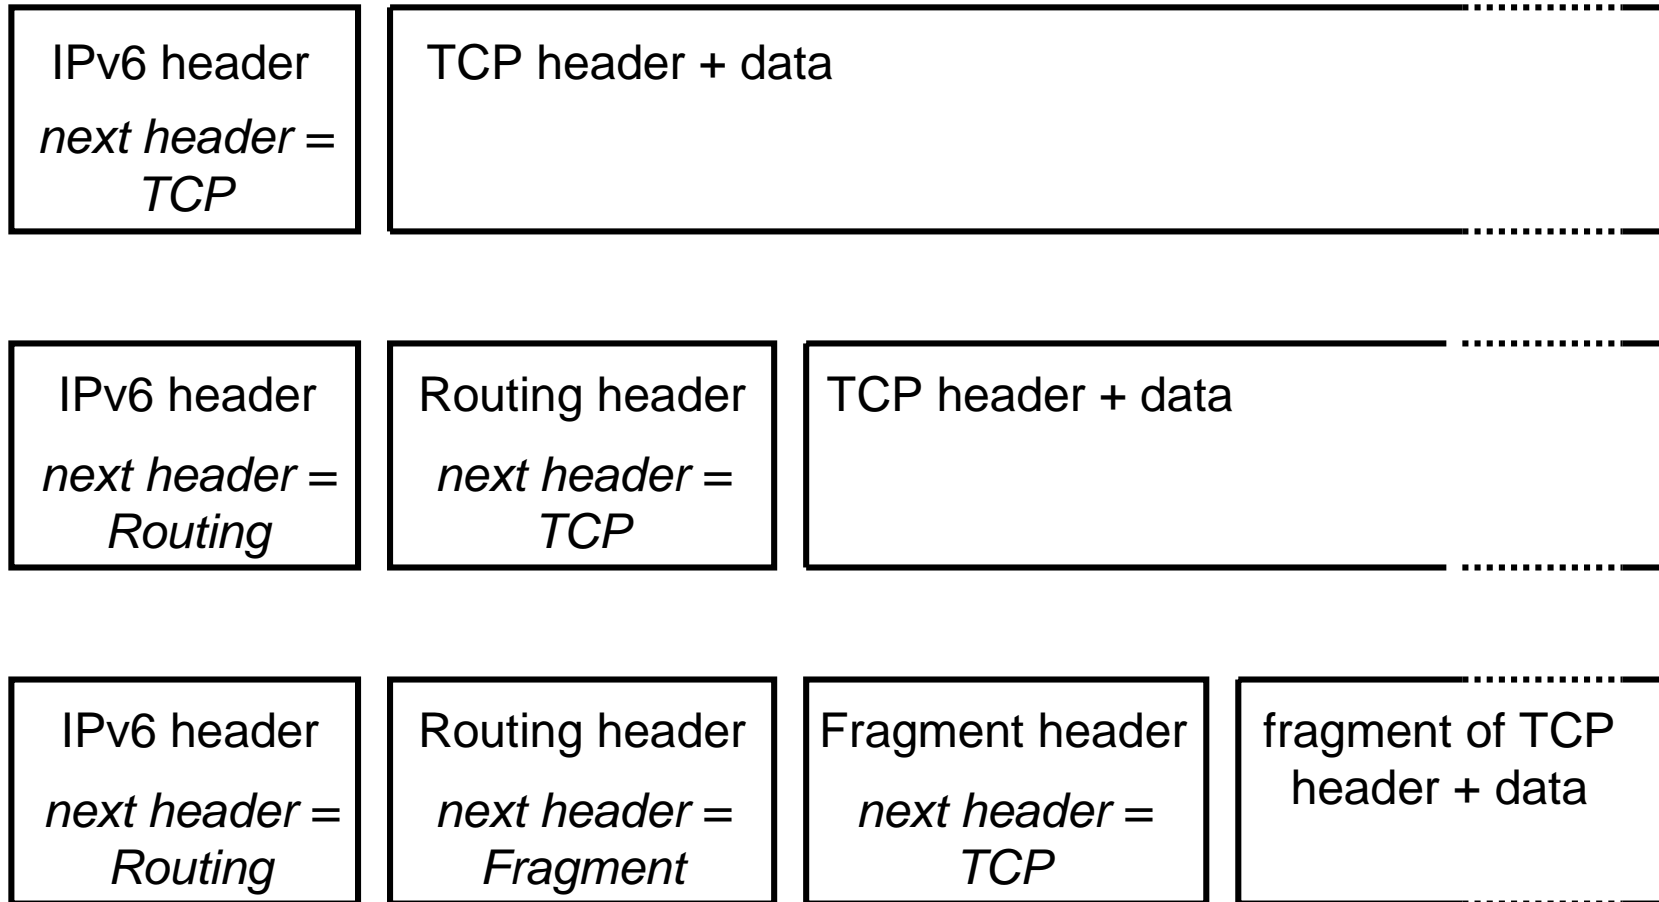 IPv6 header
next header =
TCP
TCP header + data
IPv6 header
next header =
Routing
Routing header
next header =
TCP
TCP header + data
IPv6 header
next header =
Routing
Routing header
next header =
Fragment
Fragment header
next header =
TCP
fragment of TCP
header + data